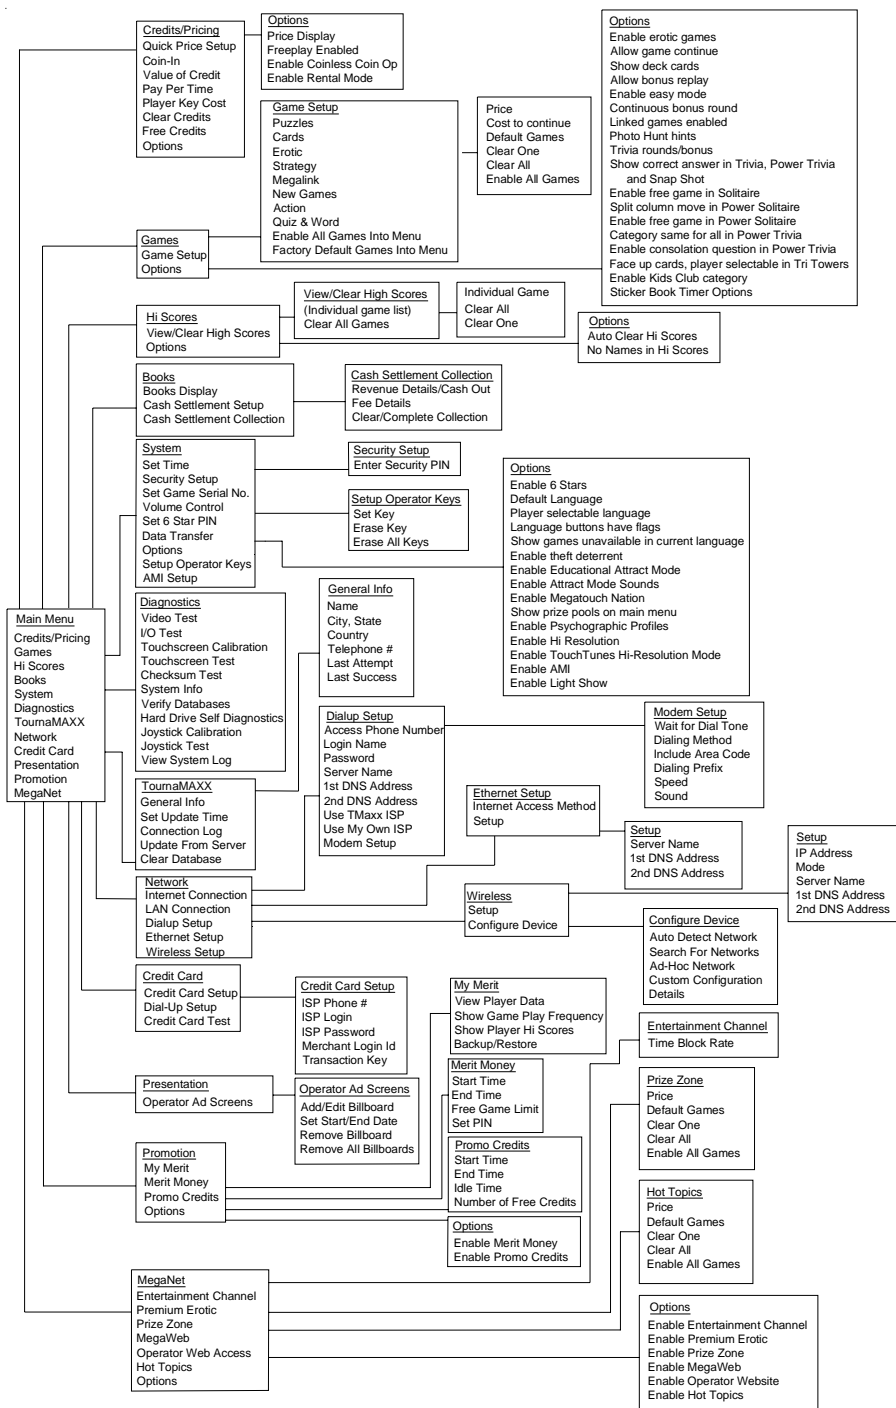 Credits/Pricing
Quick Price Setup
Coin-In
Value of Credit
Pay Per Time
Player Key Cost
Clear Credits
Free Credits
Options
Options
Price Display
Freeplay Enabled
Enable Coinless Coin Op
Enable Rental Mode
Game Setup
Puzzles
Cards
Erotic
Strategy
Megalink
New Games
Action
Quiz & Word
Enable All Games Into Menu
Factory Default Games Into Menu
Price
Cost to continue
Default Games
Clear One
Clear All
Enable All Games
Options
Enable erotic games
Allow game continue
Show deck cards
Allow bonus replay
Enable easy mode
Continuous bonus round
Linked games enabled
Photo Hunt hints
Trivia rounds/bonus
Show correct answer in Trivia, Power Trivia
and Snap Shot
Enable free game in Solitaire
Split column move in Power Solitaire
Enable free game in Power Solitaire
Category same for all in Power Trivia
Enable consolation question in Power Trivia
Face up cards, player selectable in Tri Towers
Enable Kids Club category
Sticker Book Timer Options
Games
Game Setup
Options
Hi Scores
View/Clear High Scores
Options
View/Clear High Scores
(Individual game list)
Clear All Games
Individual Game
Clear All
Clear One
Options
Auto Clear Hi Scores
No Names in Hi Scores
Books
Books Display
Cash Settlement Setup
Cash Settlement Collection
Cash Settlement Collection
Revenue Details/Cash Out
Fee Details
Clear/Complete Collection
System
Set Time
Security Setup
Set Game Serial No.
Volume Control
Set 6 Star PIN
Data Transfer
Options
Setup Operator Keys
AMI Setup
Security Setup
Enter Security PIN
Setup Operator Keys
Set Key
Erase Key
Erase All Keys
Options
Enable 6 Stars
Default Language
Player selectable language
Language buttons have flags
Show games unavailable in current language
Enable theft deterrent
Enable Educational Attract Mode
Enable Attract Mode Sounds
Enable Megatouch Nation
Show prize pools on main menu
Enable Psychographic Profiles
Enable Hi Resolution
Enable TouchTunes Hi-Resolution Mode
Enable AMI
Enable Light Show
Main Menu
Credits/Pricing
Games
Hi Scores
Books
System
Diagnostics
TournaMAXX
Network
Credit Card
Presentation
Promotion
MegaNet
Diagnostics
Video Test
I/O Test
Touchscreen Calibration
Touchscreen Test
Checksum Test
System Info
Verify Databases
Hard Drive Self Diagnostics
Joystick Calibration
Joystick Test
View System Log
General Info
Name
City, State
Country
Telephone #
Last Attempt
Last Success
TournaMAXX
General Info
Set Update Time
Connection Log
Update From Server
Clear Database
Dialup Setup
Access Phone Number
Login Name
Password
Server Name
1st DNS Address
2nd DNS Address
Use TMaxx ISP
Use My Own ISP
Modem Setup
Modem Setup
Wait for Dial Tone
Dialing Method
Include Area Code
Dialing Prefix
Speed
Sound
Ethernet Setup
Internet Access Method
Setup
Setup
Server Name
1st DNS Address
2nd DNS Address
Setup
IP Address
Mode
Server Name
1st DNS Address
2nd DNS Address
Network
Internet Connection
LAN Connection
Dialup Setup
Ethernet Setup
Wireless Setup
Wireless
Setup
Configure Device
Configure Device
Auto Detect Network
Search For Networks
Ad-Hoc Network
Custom Configuration
Details
Credit Card
Credit Card Setup
Dial-Up Setup
Credit Card Test
Credit Card Setup
ISP Phone #
ISP Login
ISP Password
Merchant Login Id
Transaction Key
My Merit
View Player Data
Show Game Play Frequency
Show Player Hi Scores
Backup/Restore
Entertainment Channel
Time Block Rate
Presentation
Operator Ad Screens
Operator Ad Screens
Add/Edit Billboard
Set Start/End Date
Remove Billboard
Remove All Billboards
Merit Money
Start Time
End Time
Free Game Limit
Set PIN
Prize Zone
Price
Default Games
Clear One
Clear All
Enable All Games
Promotion
My Merit
Merit Money
Promo Credits
Options
Promo Credits
Start Time
End Time
Idle Time
Number of Free Credits
Options
Enable Merit Money
Enable Promo Credits
Hot Topics
Price
Default Games
Clear One
Clear All
Enable All Games
MegaNet
Entertainment Channel
Premium Erotic
Prize Zone
MegaWeb
Operator Web Access
Hot Topics
Options
Options
Enable Entertainment Channel
Enable Premium Erotic
Enable Prize Zone
Enable MegaWeb
Enable Operator Website
Enable Hot Topics